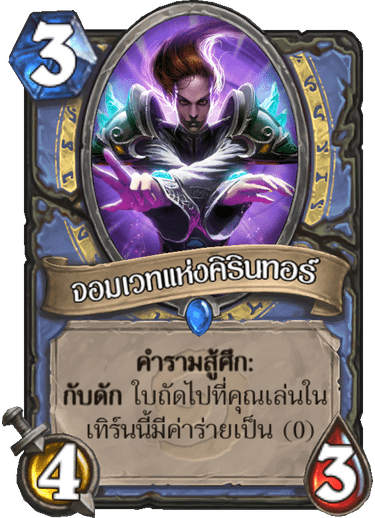 3
จอมเวทแห่งคิรินทอร์
คำรามสู้ศึก:
กับดัก ใบถัดไปที่คุณเล่นใน
เทิร์นนี้มีค่าร่ายเป็น (0)
4
3